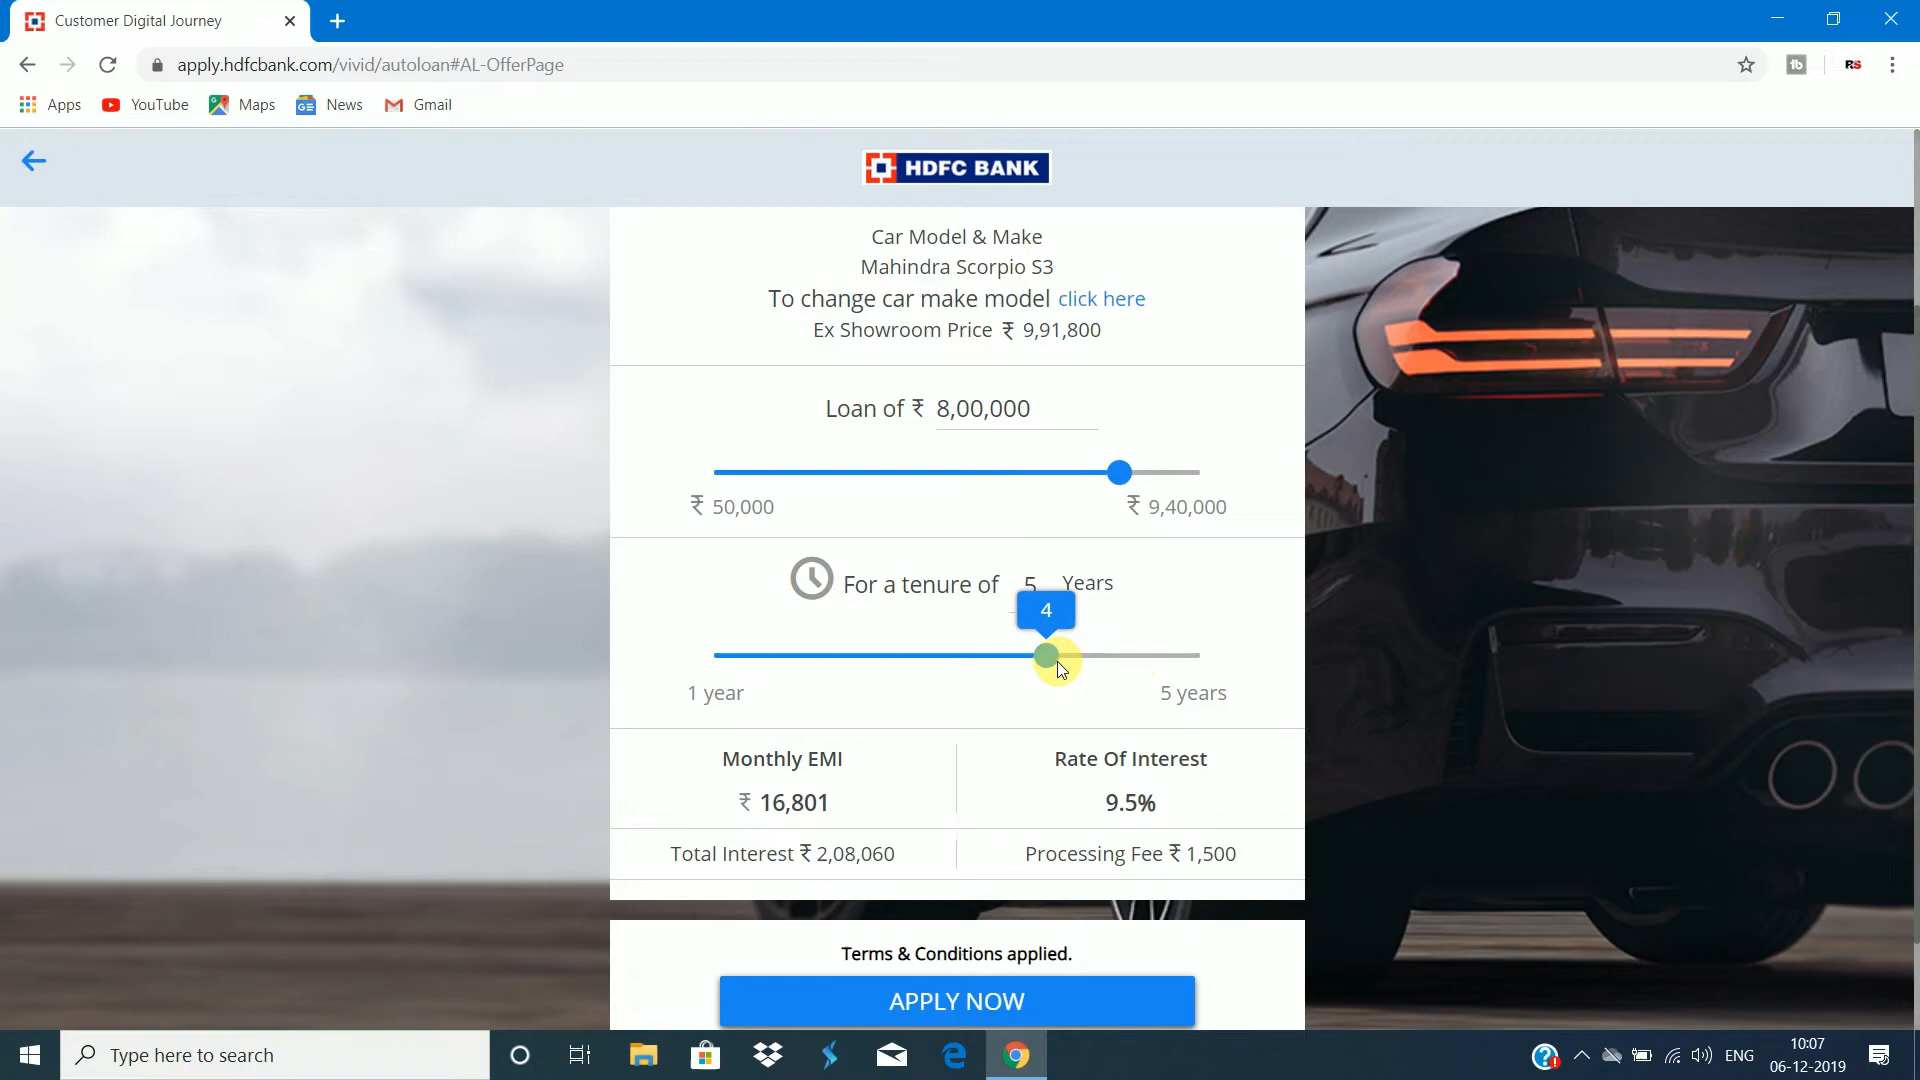 Customer Digital Journey
apply.hdfcbank.com/vivid/autoloan#AL-OfferPage
Apps YouTube Maps News Gmail
HDFC BANK
Car Model & Make
Mahindra Scorpio S3
To change car make model click here
Ex Showroom Price ₹ 9,91,800
Loan of ₹ 8,00,000
₹ 50,000 ₹ 9,40,000
For a tenure of 5 Years
4
1 year 5 years
Monthly EMI Rate Of Interest
₹ 16,801 9.5%
Total Interest ₹ 2,08,060 Processing Fee ₹ 1,500
Terms & Conditions applied.
APPLY NOW
Type here to search
ENG
10:07
06-12-2019